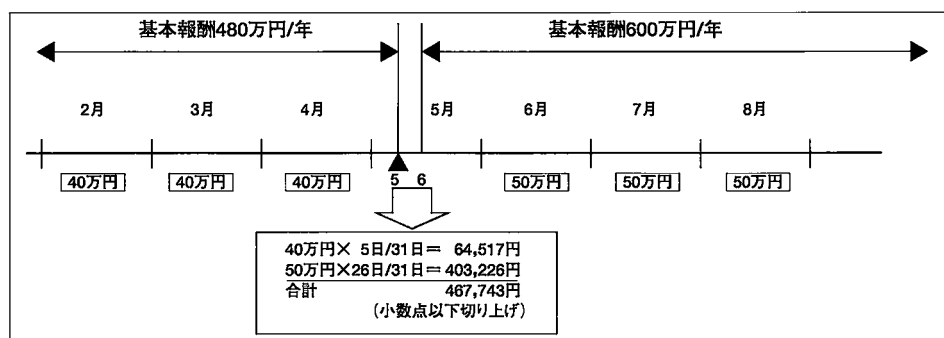 基本報酬480万円/年
基本報酬600万円/年
2月 3月 4月 5月 6月 7月 8月
40万円 40万円 40万円 5 6 50万円 50万円 50万円
40万円× 5日/31日= 64,517円
50万円×26日/31日=403,226円
合計 467,743円
(小数点以下切り上げ)